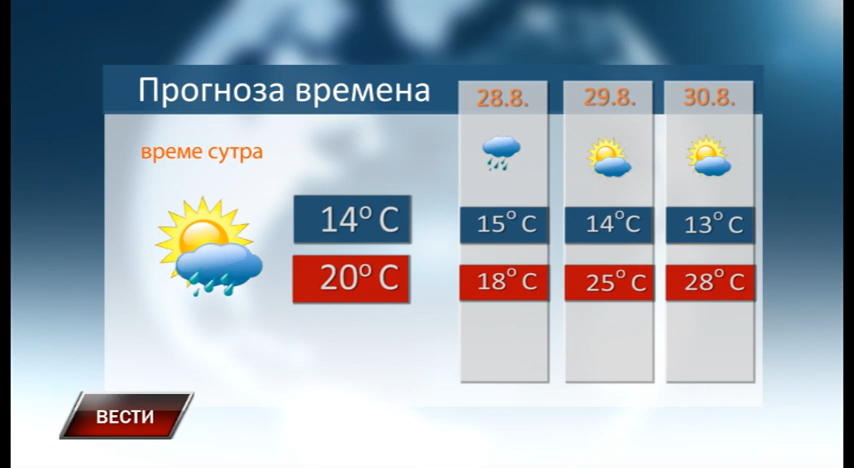 Прогноза времена
време сутра
14° C
20° C
28.8.
15° C
18° C
29.8.
14°C
25° C
30.8.
13° C
28° C
ВЕСТИ